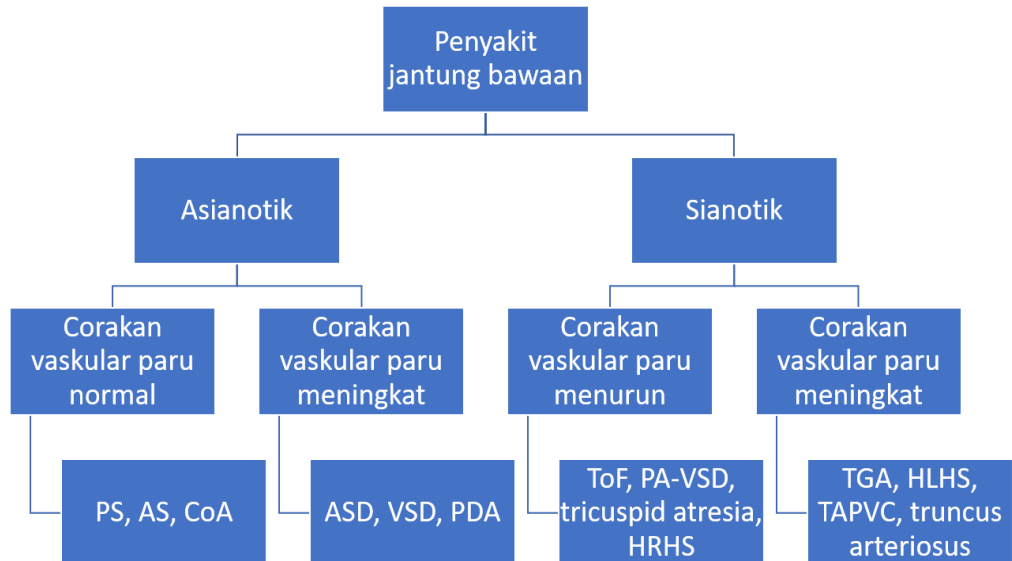 Penyakit
jantung bawaan
Asianotik
Sianotik
Corakan
vaskular paru
normal
Corakan
vaskular paru
meningkat
Corakan
vaskular paru
menurun
Corakan
vaskular paru
meningkat
PS, AS, CoA
ASD, VSD, PDA
ToF, PA-VSD,
tricuspid atresia,
HRHS
TGA, HLHS,
TAPVC, truncus
arteriosus